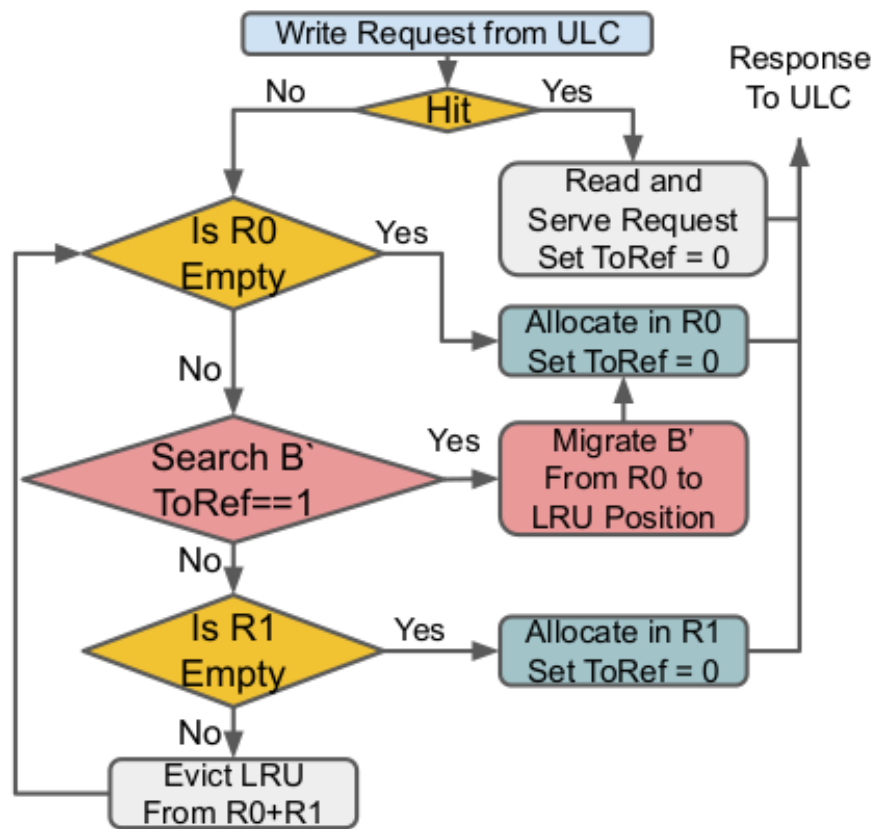 Write Request from ULC
Response
To ULC
No
Hit
Yes
Read and
Serve Request
Set ToRef = 0
Is R0
Empty
Yes
Allocate in R0
Set ToRef = 0
No
Search B`
ToRef==1
Yes
Migrate B'
From R0 to
LRU Position
No
Is R1
Empty
Yes
Allocate in R1
Set ToRef = 0
No
Evict LRU
From R0+R1